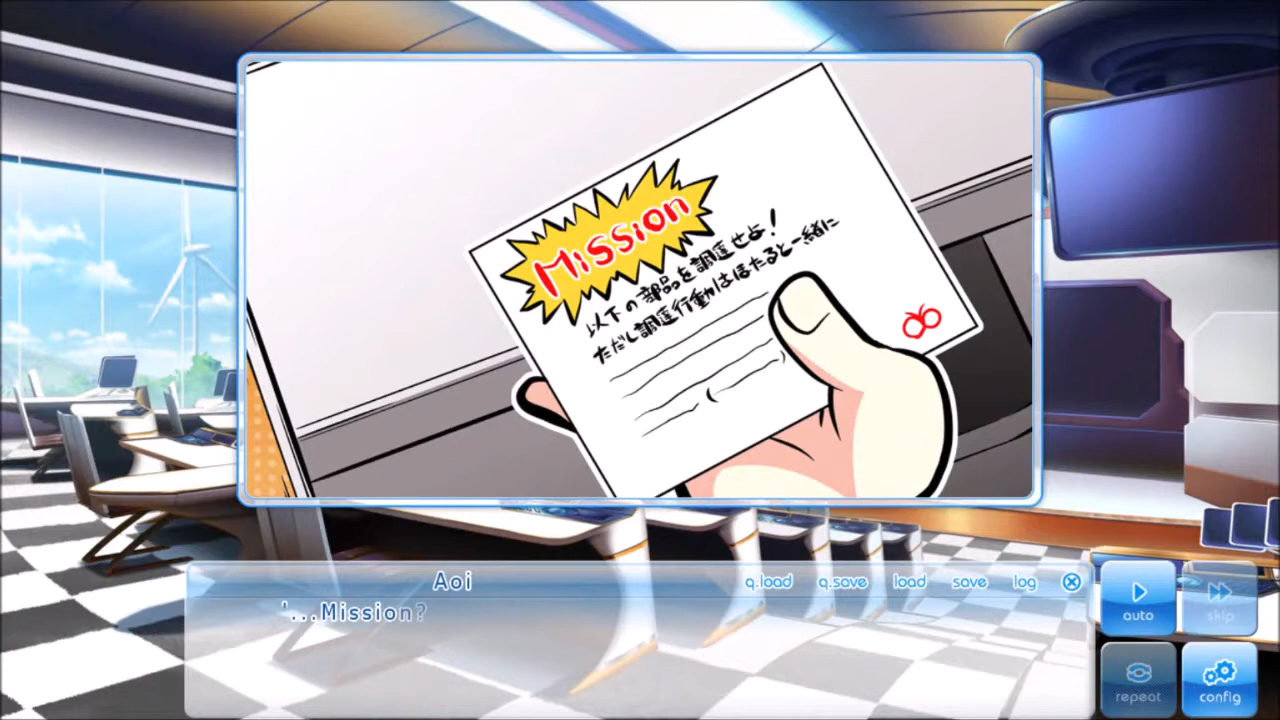 Mission
以下の部品を調達せよ!
ただし調達行動はほたると一緒に
Aoi
q.load
q.save
load
save
log
'...Mission?
auto
skip
repeat
config